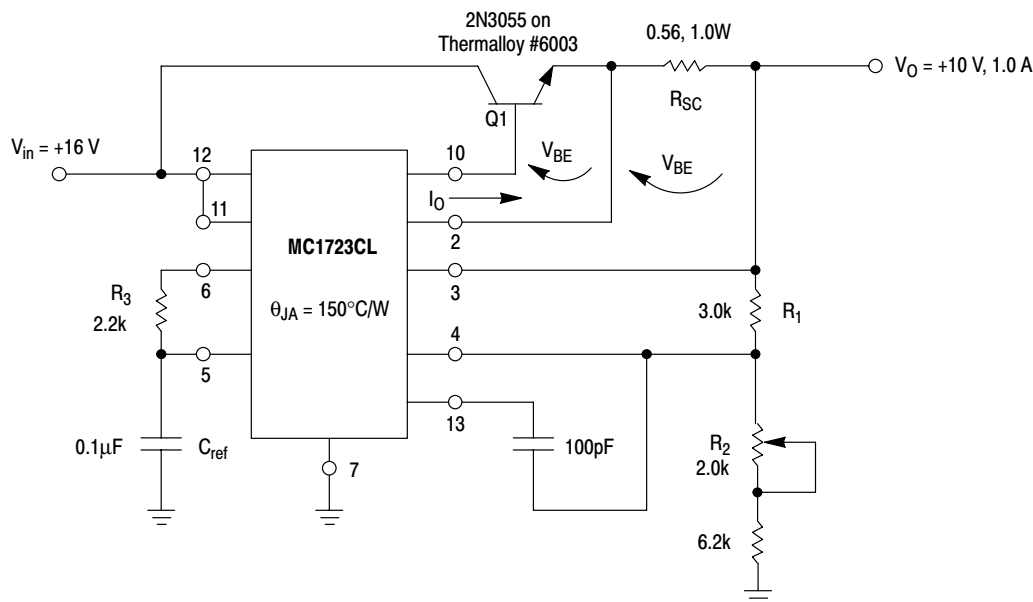 2N3055 on
Thermalloy #6003
0.56, 1.0W
VO = +10 V, 1.0 A
RSC
Q1
Vin = +16 V
12
10
VBE
VBE
IO
11
2
MC1723CL
6
3
R3
2.2k
θJA = 150°C/W
3.0k
R1
4
5
13
0.1μF
Cref
7
100pF
R2
2.0k
6.2k